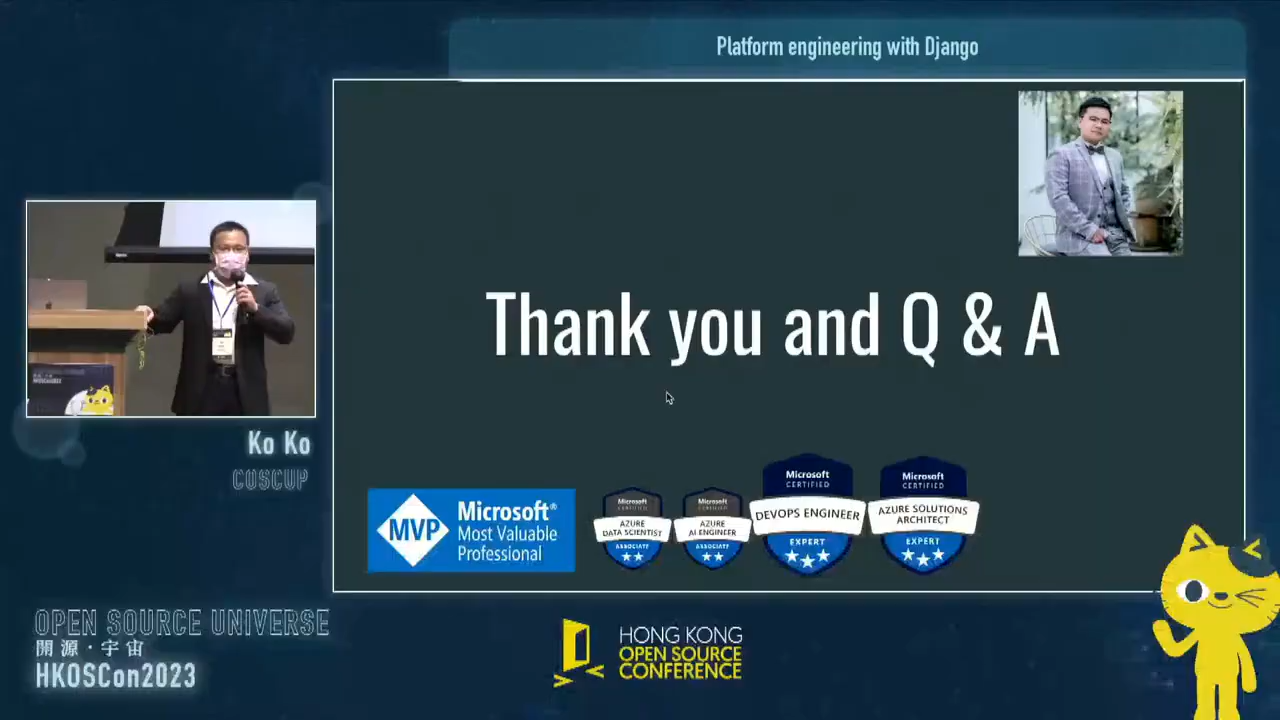 Platform engineering with Django
Thank you and Q & A
Ko Ko
COSCUP
MVP
Microsoft®
Most Valuable
Professional
Microsoft
CERTIFIED
AZURE
DATA SCIENTIST
ASSOCIATE
Microsoft
CERTIFIED
AZURE
AI ENGINEER
ASSOCIATE
Microsoft
CERTIFIED
DEVOPS ENGINEER
EXPERT
Microsoft
CERTIFIED
AZURE SOLUTIONS
ARCHITECT
EXPERT
OPEN SOURCE UNIVERSE
開源·宇宙
HKOSCon2023
HONG KONG
OPEN SOURCE
CONFERENCE